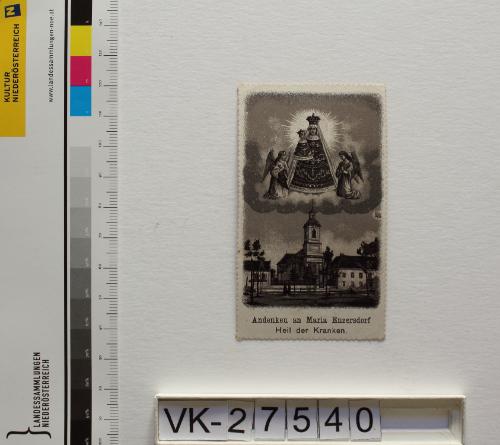 KULTUR
NIEDERÖSTERREICH
N
www.landessammlungen-noe.at
LANDESSAMMLUNGEN
NIEDERÖSTERREICH
Andenken an Maria Enzersdorf
Heil der Kranken.
VK-27540